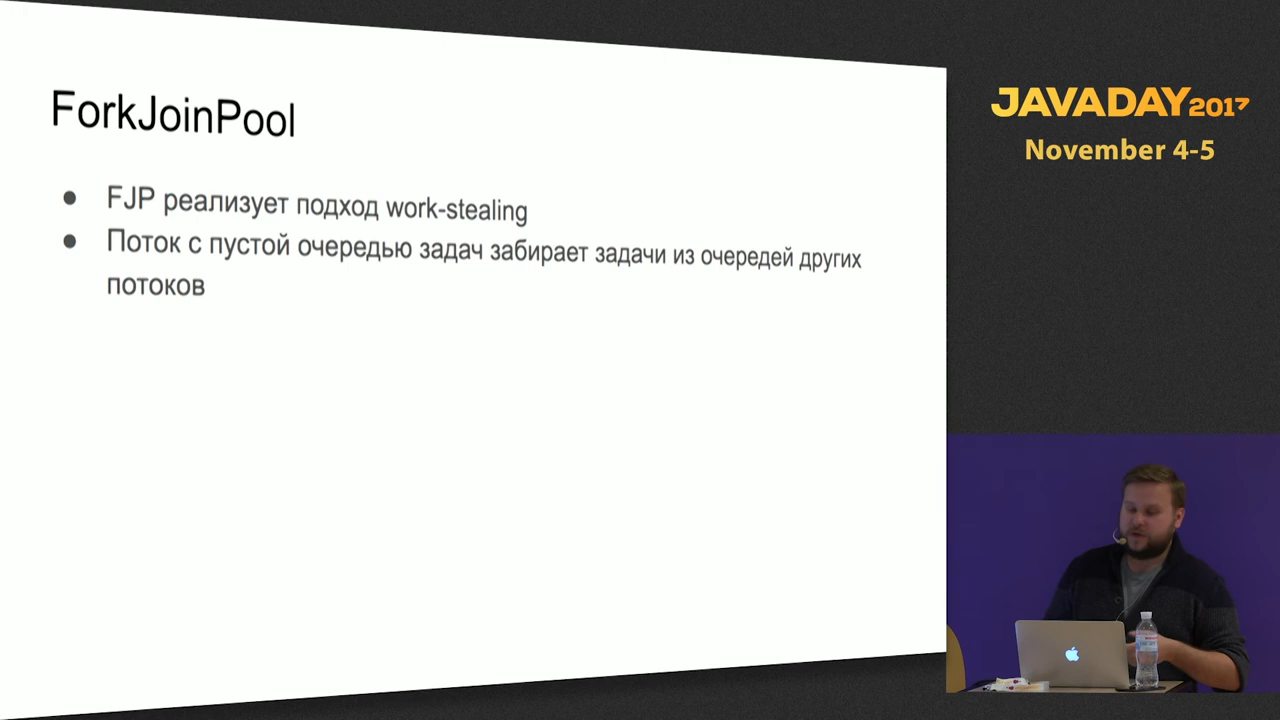 ForkJoinPool
● FJP реализует подход work-stealing
● Поток с пустой очередью задач забирает задачи из очередей других
потоков
JAVADAY2017
November 4-5